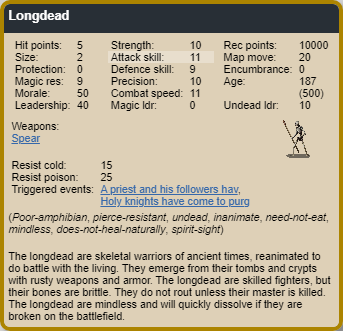 Longdead
Hit points: 5 Strength: 10 Rec points: 10000
Size: 2 Attack skill: 11 Map move: 20
Protection: 0 Defence skill: 9 Encumbrance: 0
Magic res: 9 Precision: 10 Age: 187
Morale: 50 Combat speed: 11 (500)
Leadership: 40 Magic ldr: 0 Undead ldr: 10
Weapons:
Spear
Resist cold: 15
Resist poison: 25
Triggered events: A priest and his followers hav,
Holy knights have come to purg
(Poor-amphibian, pierce-resistant, undead, inanimate, need-not-eat,
mindless, does-not-heal-naturally, spirit-sight)
The longdead are skeletal warriors of ancient times, reanimated to
do battle with the living. They emerge from their tombs and crypts
with rusty weapons and armor. The longdead are skilled fighters, but
their bones are brittle. They do not rout unless their master is killed.
The longdead are mindless and will quickly dissolve if they are
broken on the battlefield.